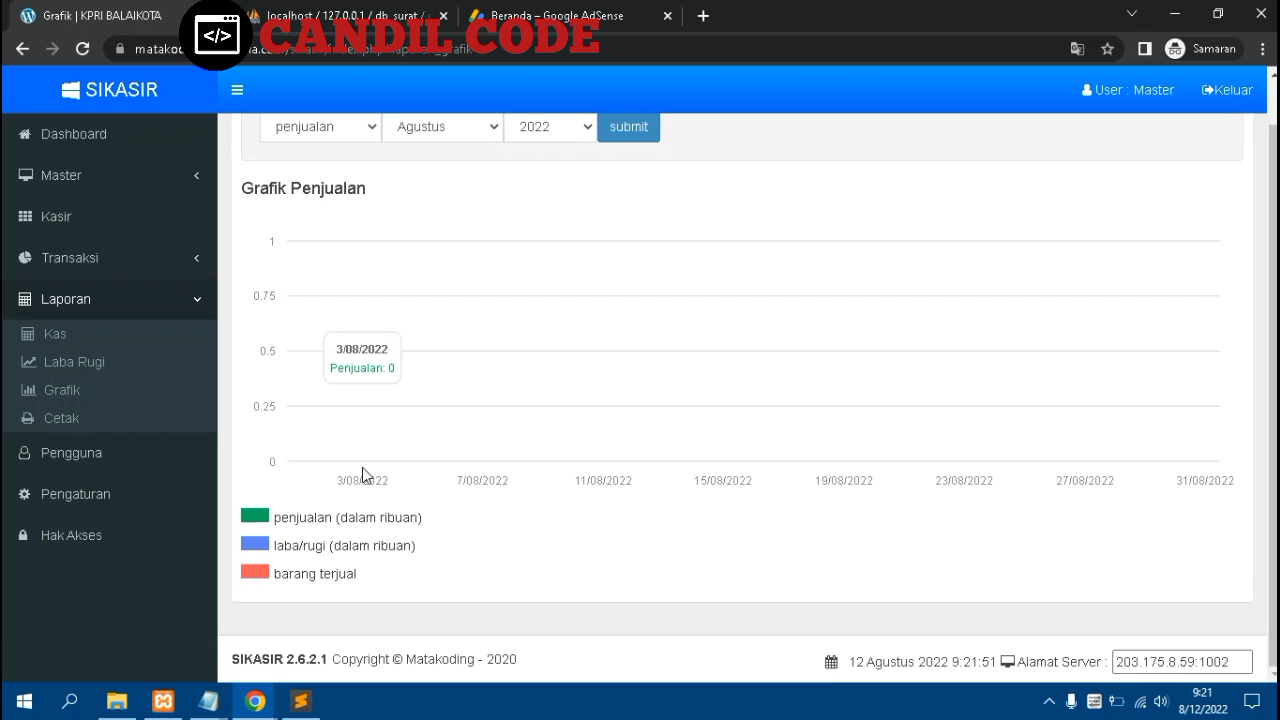 Grafik | KPRI BALAIKOTA
localhost / 127.0.0.1 / db_surat /
Beranda – Google AdSense
</>
CANDIL CODE
matakod
Samaran
SIKASIR
User : Master
Keluar
Dashboard
Master
Kasir
Transaksi
Laporan
Kas
Laba Rugi
Grafik
Cetak
Pengguna
Pengaturan
Hak Akses
penjualan
Agustus
2022
submit
Grafik Penjualan
1
0.75
0.5
0.25
0
3/08/2022
Penjualan: 0
3/08/2022
7/08/2022
11/08/2022
15/08/2022
19/08/2022
23/08/2022
27/08/2022
31/08/2022
penjualan (dalam ribuan)
laba/rugi (dalam ribuan)
barang terjual
SIKASIR 2.6.2.1 Copyright © Matakoding - 2020
12 Agustus 2022 9:21:51
Alamat Server :
203.175.8.59:1002
9:21
8/12/2022